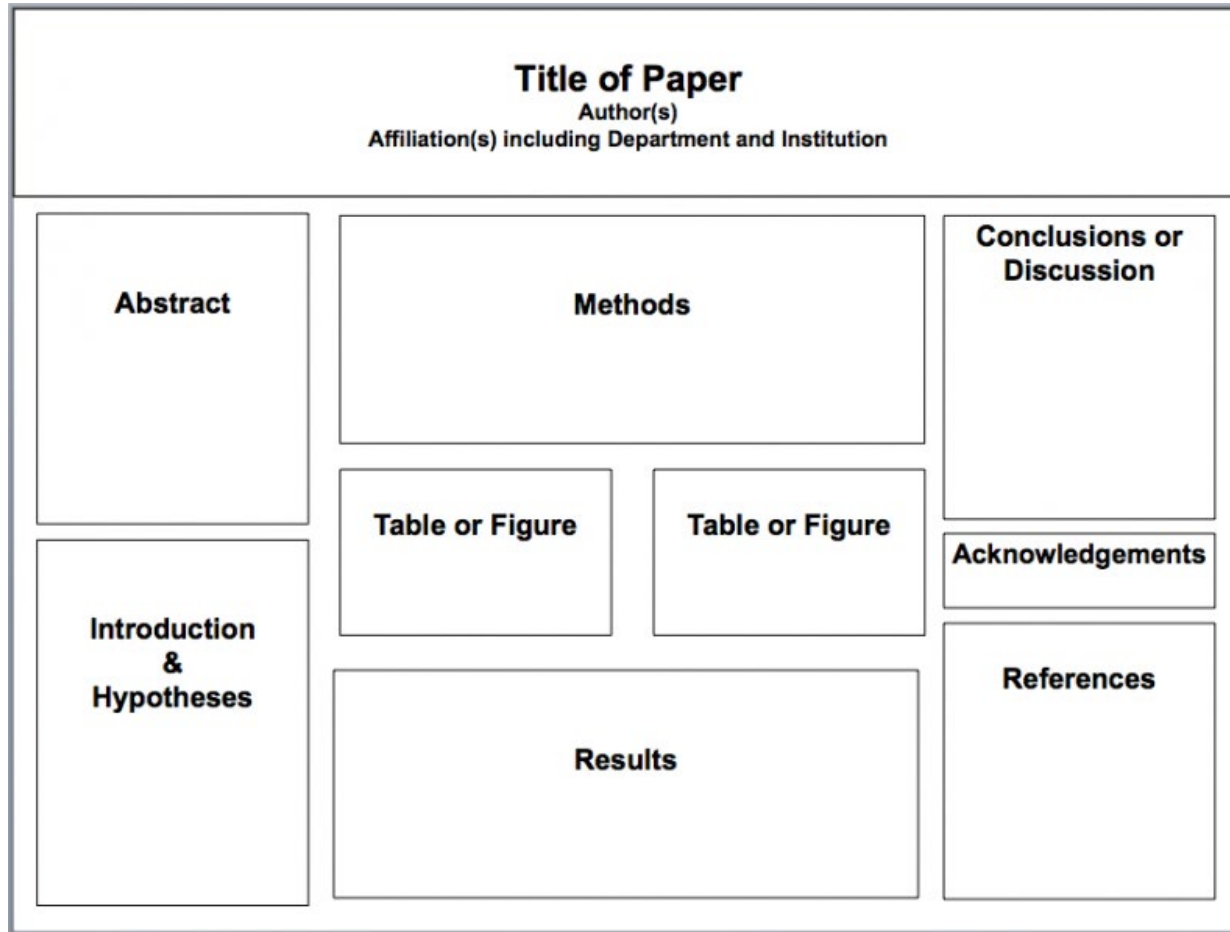 Title of Paper
Author(s)
Affiliation(s) including Department and Institution
Abstract
Introduction
&
Hypotheses
Methods
Table or Figure
Table or Figure
Results
Conclusions or
Discussion
Acknowledgements
References